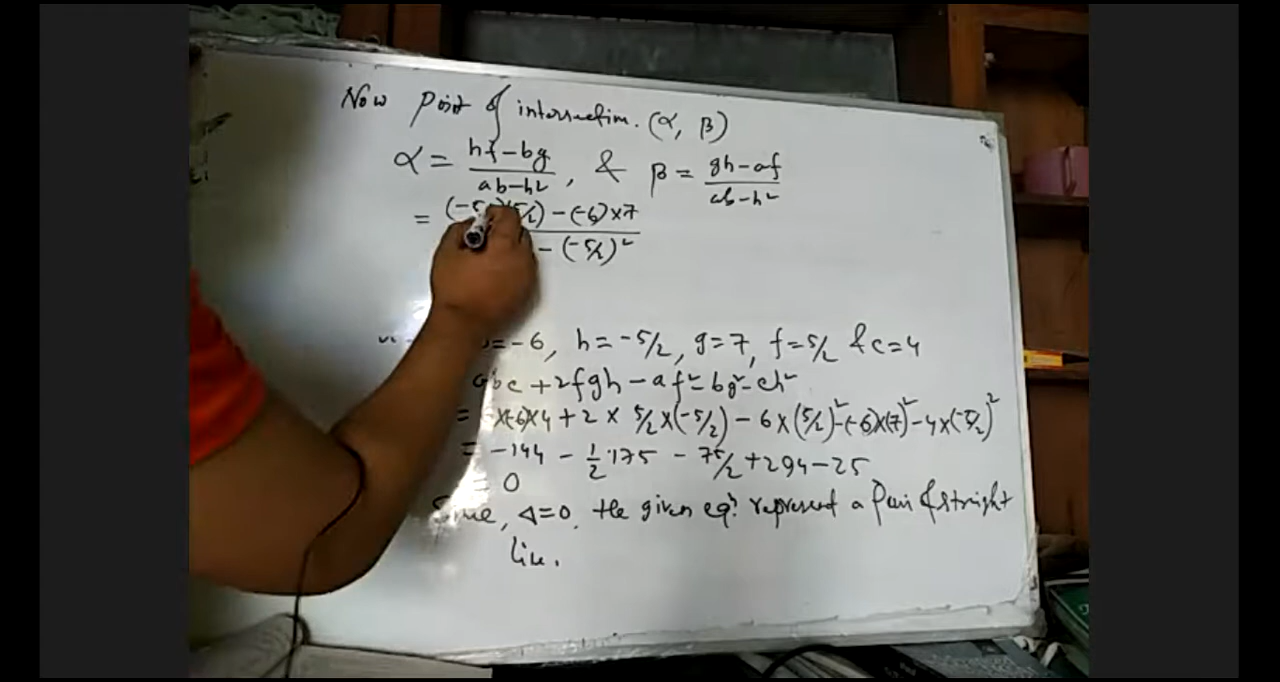 Now Point of intersection. (α, β)
α = hf-bg / ab-h², & β = gh-af / ab-h²
= (-5/2)(5/2) - (-6)×7 / - (-5/2)²
= -6, h = -5/2, g = 7, f = 5/2 & c = 4
abc + 2fgh - af² - bg² - ch²
= ×(-6)×4 + 2 × 5/2 × (-5/2) - 6 × (5/2)² - (-6)×(7)² - 4×(-5/2)²
= -144 - 1/2·175 - 75/2 + 294 - 25
= 0
Since, Δ=0, the given eqn. represent a Pair of straight
line.